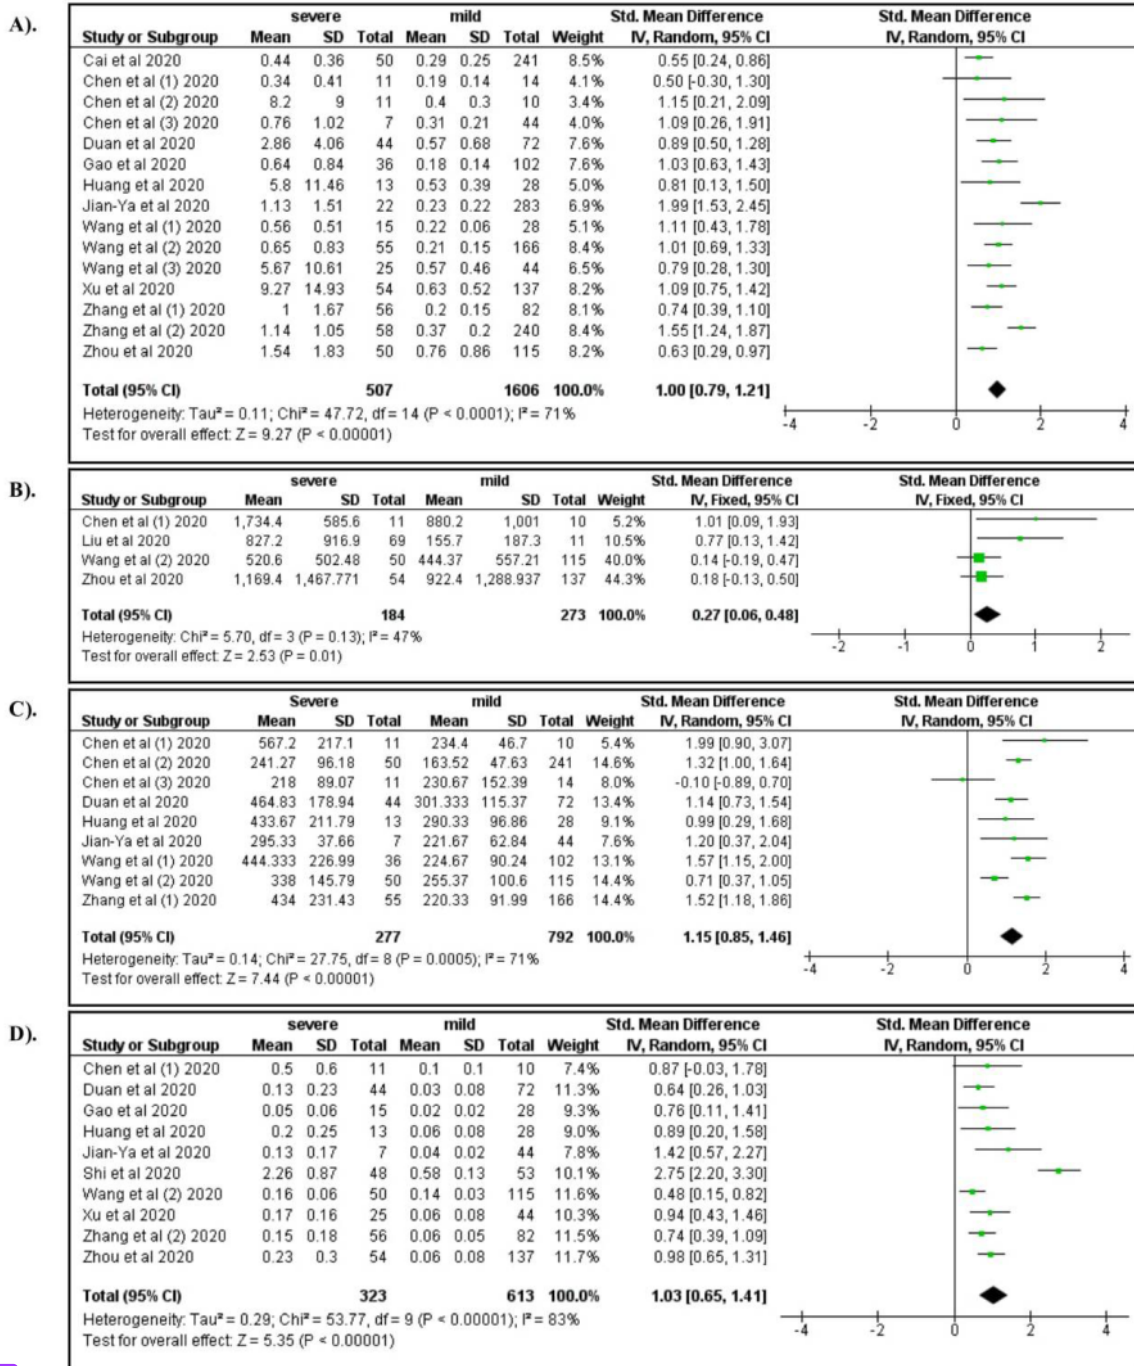 A).
severe mild Std. Mean Difference Std. Mean Difference
Study or Subgroup Mean SD Total Mean SD Total Weight IV, Random, 95% CI IV, Random, 95% CI
Cai et al 2020 0.44 0.36 50 0.29 0.25 241 8.5% 0.55 [0.24, 0.86]
Chen et al (1) 2020 0.34 0.41 11 0.19 0.14 14 4.1% 0.50 [-0.30, 1.30]
Chen et al (2) 2020 8.2 9 11 0.4 0.3 10 3.4% 1.15 [0.21, 2.09]
Chen et al (3) 2020 0.76 1.02 7 0.31 0.21 44 4.0% 1.09 [0.26, 1.91]
Duan et al 2020 2.86 4.06 44 0.57 0.68 72 7.6% 0.89 [0.50, 1.28]
Gao et al 2020 0.64 0.84 36 0.18 0.14 102 7.6% 1.03 [0.63, 1.43]
Huang et al 2020 5.8 11.46 13 0.53 0.39 28 5.0% 0.81 [0.13, 1.50]
Jian-Ya et al 2020 1.13 1.51 22 0.23 0.22 283 6.9% 1.99 [1.53, 2.45]
Wang et al (1) 2020 0.56 0.51 15 0.22 0.06 28 5.1% 1.11 [0.43, 1.78]
Wang et al (2) 2020 0.65 0.83 55 0.21 0.15 166 8.4% 1.01 [0.69, 1.33]
Wang et al (3) 2020 5.67 10.61 25 0.57 0.46 44 6.5% 0.79 [0.28, 1.30]
Xu et al 2020 9.27 14.93 54 0.63 0.52 137 8.2% 1.09 [0.75, 1.42]
Zhang et al (1) 2020 1 1.67 56 0.2 0.15 82 8.1% 0.74 [0.39, 1.10]
Zhang et al (2) 2020 1.14 1.05 58 0.37 0.2 240 8.4% 1.55 [1.24, 1.87]
Zhou et al 2020 1.54 1.83 50 0.76 0.86 115 8.2% 0.63 [0.29, 0.97]
Total (95% CI) 507 1606 100.0% 1.00 [0.79, 1.21]
Heterogeneity: Tau² = 0.11; Chi² = 47.72, df = 14 (P < 0.0001); I² = 71%
Test for overall effect: Z = 9.27 (P < 0.00001)
-4 -2 0 2 4
B).
severe mild Std. Mean Difference Std. Mean Difference
Study or Subgroup Mean SD Total Mean SD Total Weight IV, Fixed, 95% CI IV, Fixed, 95% CI
Chen et al (1) 2020 1,734.4 585.6 11 880.2 1,001 10 5.2% 1.01 [0.09, 1.93]
Liu et al 2020 827.2 916.9 69 155.7 187.3 11 10.5% 0.77 [0.13, 1.42]
Wang et al (2) 2020 520.6 502.48 50 444.37 557.21 115 40.0% 0.14 [-0.19, 0.47]
Zhou et al 2020 1,169.4 1,467.771 54 922.4 1,288.937 137 44.3% 0.18 [-0.13, 0.50]
Total (95% CI) 184 273 100.0% 0.27 [0.06, 0.48]
Heterogeneity: Chi² = 5.70, df = 3 (P = 0.13); I² = 47%
Test for overall effect: Z = 2.53 (P = 0.01)
-2 -1 0 1 2
C).
Severe mild Std. Mean Difference Std. Mean Difference
Study or Subgroup Mean SD Total Mean SD Total Weight IV, Random, 95% CI IV, Random, 95% CI
Chen et al (1) 2020 567.2 217.1 11 234.4 46.7 10 5.4% 1.99 [0.90, 3.07]
Chen et al (2) 2020 241.27 96.18 50 163.52 47.63 241 14.6% 1.32 [1.00, 1.64]
Chen et al (3) 2020 218 89.07 11 230.67 152.39 14 8.0% -0.10 [-0.89, 0.70]
Duan et al 2020 464.83 178.94 44 301.333 115.37 72 13.4% 1.14 [0.73, 1.54]
Huang et al 2020 433.67 211.79 13 290.33 96.86 28 9.1% 0.99 [0.29, 1.68]
Jian-Ya et al 2020 295.33 37.66 7 221.67 62.84 44 7.6% 1.20 [0.37, 2.04]
Wang et al (1) 2020 444.333 226.99 36 224.67 90.24 102 13.1% 1.57 [1.15, 2.00]
Wang et al (2) 2020 338 145.79 50 255.37 100.6 115 14.4% 0.71 [0.37, 1.05]
Zhang et al (1) 2020 434 231.43 55 220.33 91.99 166 14.4% 1.52 [1.18, 1.86]
Total (95% CI) 277 792 100.0% 1.15 [0.85, 1.46]
Heterogeneity: Tau² = 0.14; Chi² = 27.75, df = 8 (P = 0.0005); I² = 71%
Test for overall effect: Z = 7.44 (P < 0.00001)
-4 -2 0 2 4
D).
severe mild Std. Mean Difference Std. Mean Difference
Study or Subgroup Mean SD Total Mean SD Total Weight IV, Random, 95% CI IV, Random, 95% CI
Chen et al (1) 2020 0.5 0.6 11 0.1 0.1 10 7.4% 0.87 [-0.03, 1.78]
Duan et al 2020 0.13 0.23 44 0.03 0.08 72 11.3% 0.64 [0.26, 1.03]
Gao et al 2020 0.05 0.06 15 0.02 0.02 28 9.3% 0.76 [0.11, 1.41]
Huang et al 2020 0.2 0.25 13 0.06 0.08 28 9.0% 0.89 [0.20, 1.58]
Jian-Ya et al 2020 0.13 0.17 7 0.04 0.02 44 7.8% 1.42 [0.57, 2.27]
Shi et al 2020 2.26 0.87 48 0.58 0.13 53 10.1% 2.75 [2.20, 3.30]
Wang et al (2) 2020 0.16 0.06 50 0.14 0.03 115 11.6% 0.48 [0.15, 0.82]
Xu et al 2020 0.17 0.16 25 0.06 0.08 44 10.3% 0.94 [0.43, 1.46]
Zhang et al (2) 2020 0.15 0.18 56 0.06 0.05 82 11.5% 0.74 [0.39, 1.09]
Zhou et al 2020 0.23 0.3 54 0.06 0.08 137 11.7% 0.98 [0.65, 1.31]
Total (95% CI) 323 613 100.0% 1.03 [0.65, 1.41]
Heterogeneity: Tau² = 0.29; Chi² = 53.77, df = 9 (P < 0.00001); I² = 83%
Test for overall effect: Z = 5.35 (P < 0.00001)
-4 -2 0 2 4